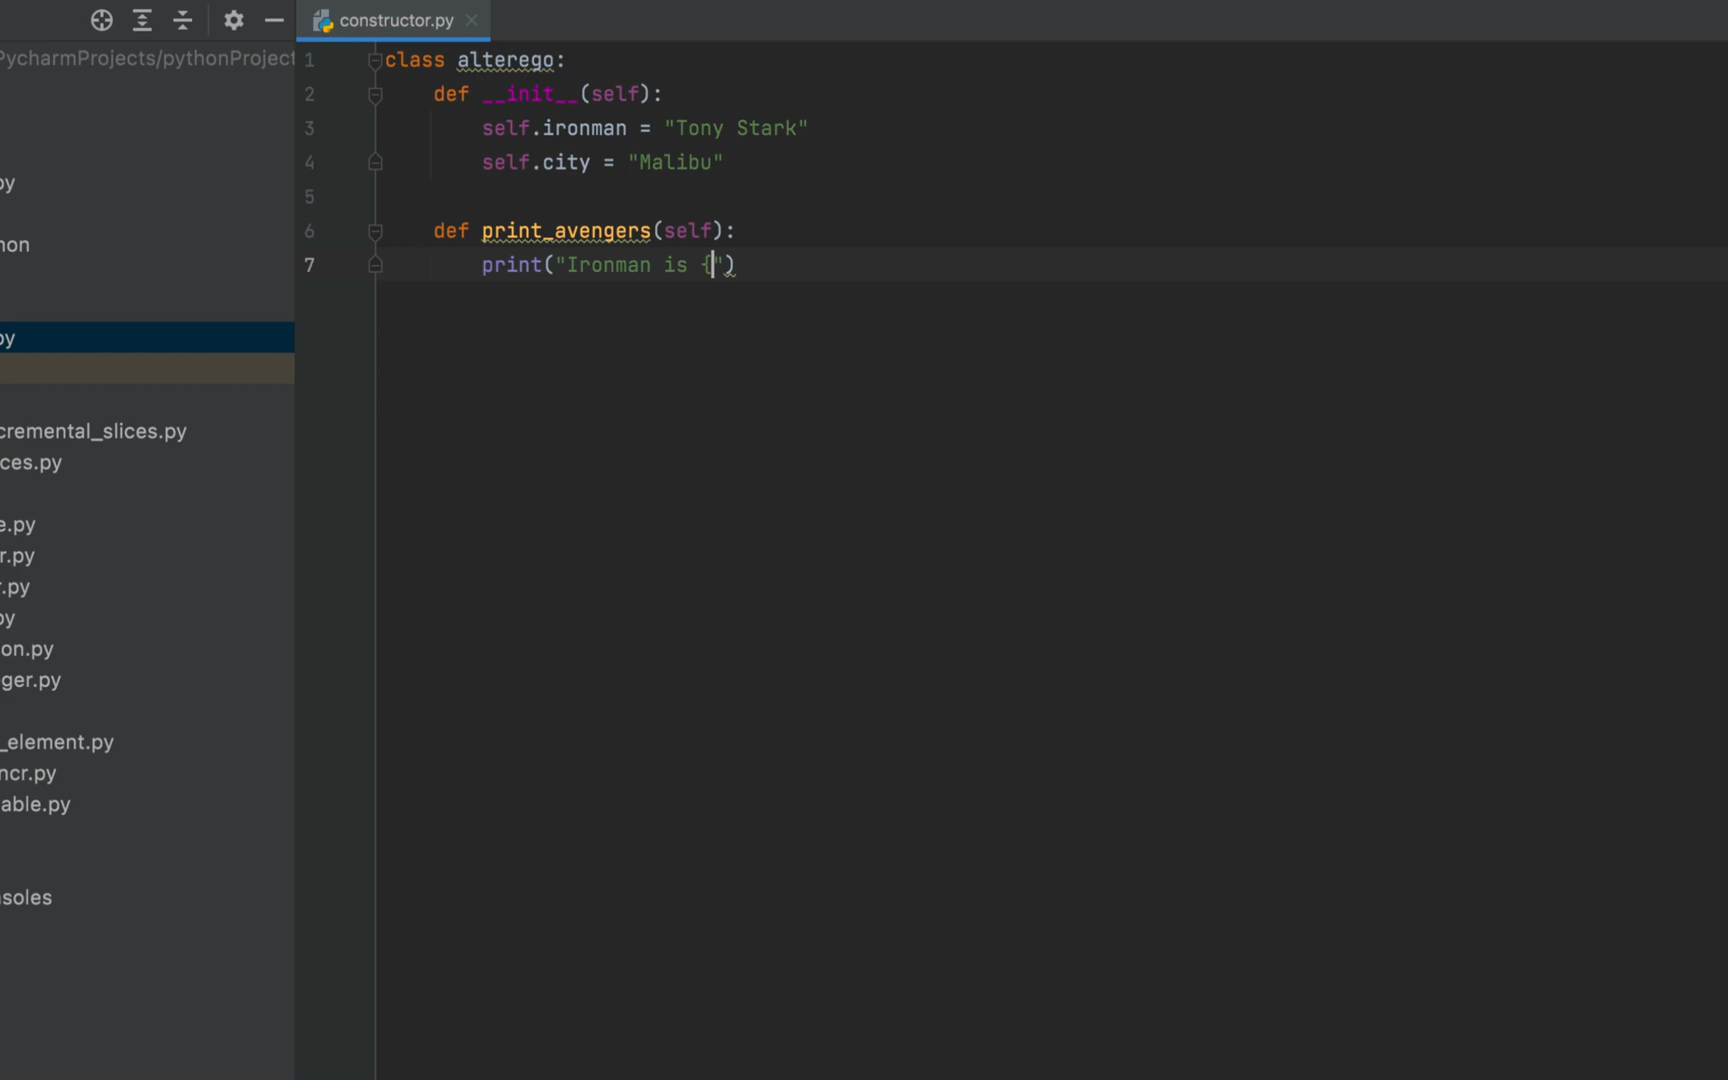 constructor.py
PycharmProjects/pythonProject
py
hon
py
cremental_slices.py
ces.py
e.py
r.py
r.py
py
on.py
ger.py
_element.py
ncr.py
able.py
soles
1 class alterego:
2 def __init__(self):
3 self.ironman = "Tony Stark"
4 self.city = "Malibu"
5
6 def print_avengers(self):
7 print("Ironman is {")